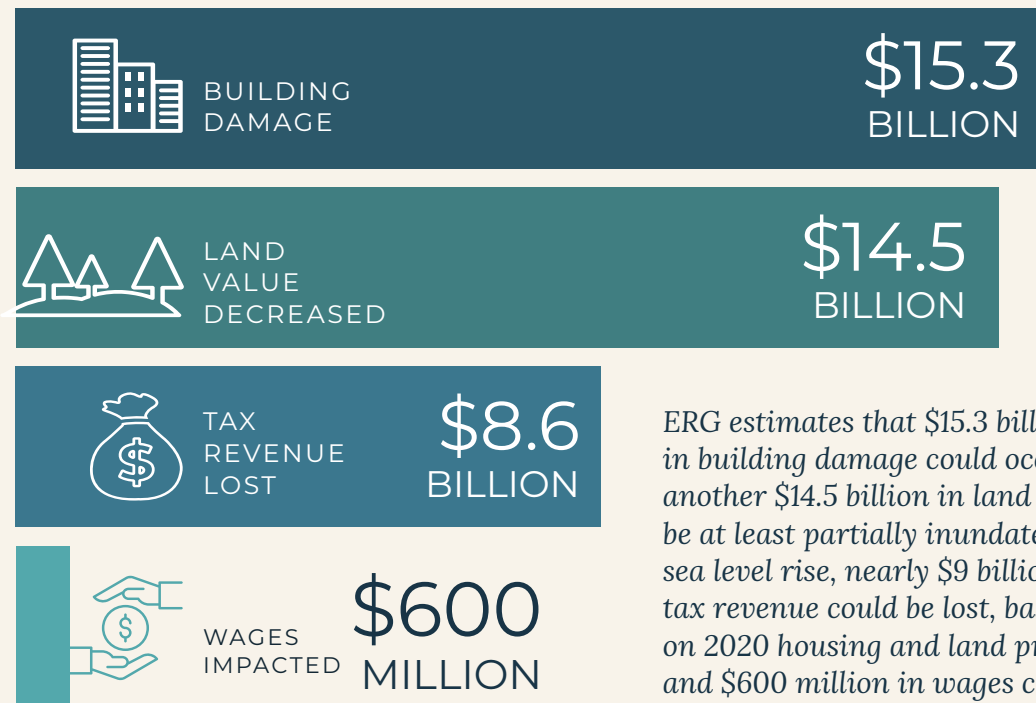 BUILDING
DAMAGE
$15.3
BILLION
LAND
VALUE
DECREASED
$14.5
BILLION
TAX
REVENUE
LOST
$8.6
BILLION
$
WAGES
IMPACTED
$600
MILLION
$
ERG estimates that $15.3 bill
in building damage could oc
another $14.5 billion in land
be at least partially inundate
sea level rise, nearly $9 billio
tax revenue could be lost, ba
on 2020 housing and land pr
and $600 million in wages c